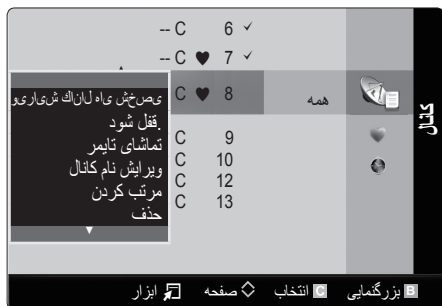 کانال
-- C 6 ✓
-- C ♥ 7 ✓
همه
C ♥ 8
C 9
C 10
C 12
C 13
شیاریو لاناك یاه یصخش
قفل شود.
تماشای تایمر
ویرایش نام کانال
مرتب کردن
حذف
B بزرگنمایی C انتخاب صفحه ابزار